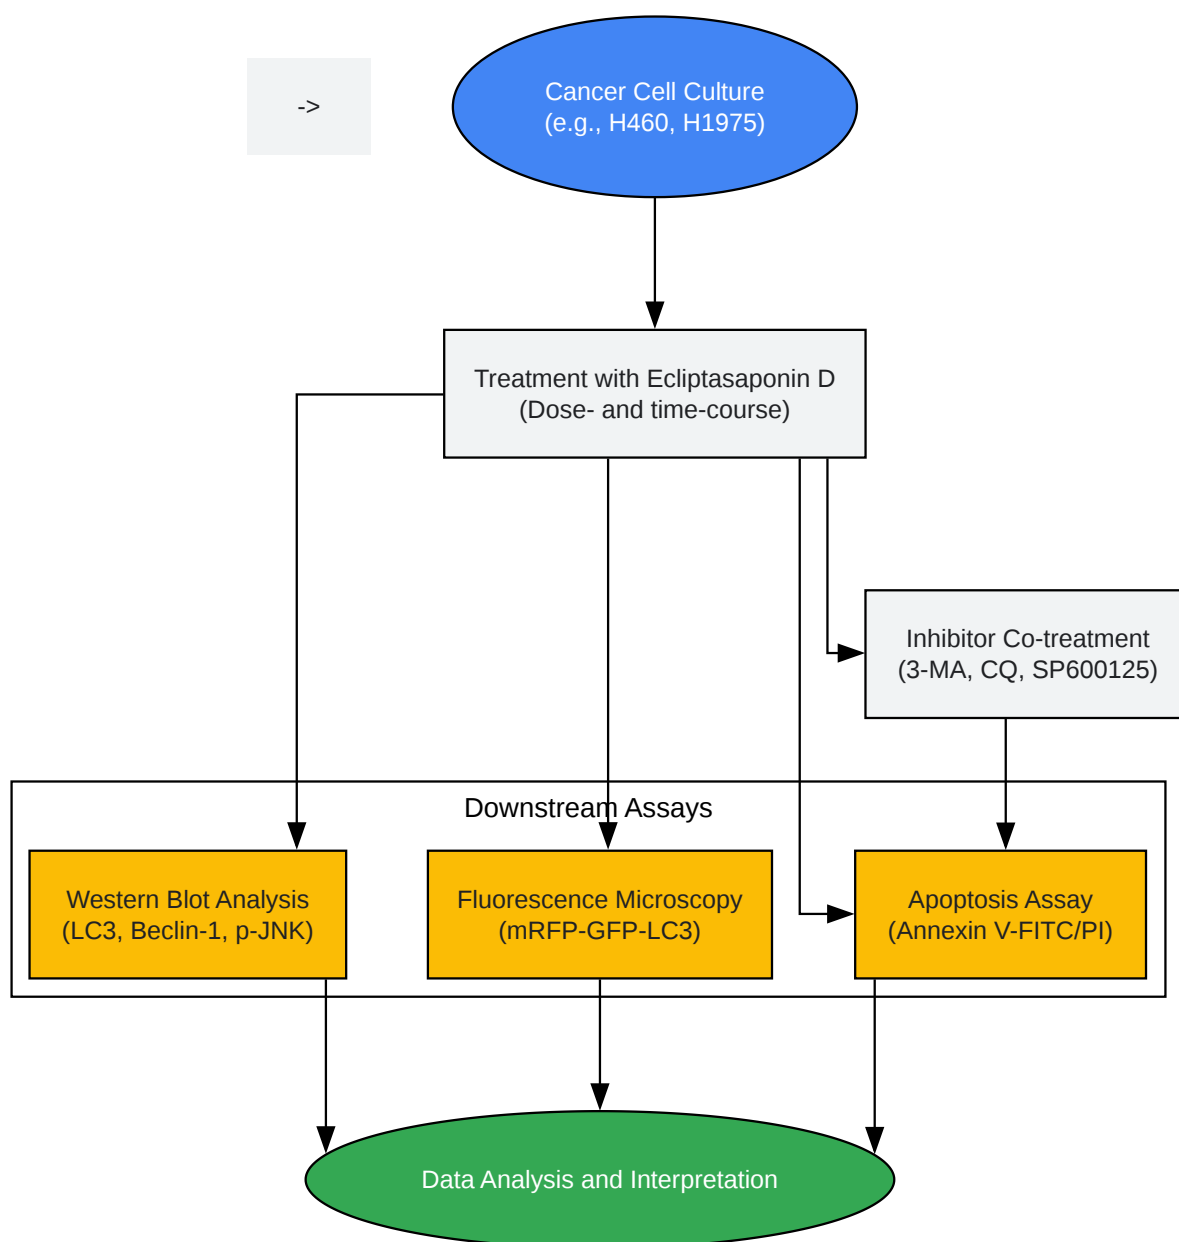 ->
Cancer Cell Culture
(e.g., H460, H1975)
Treatment with Ecliptasaponin D
(Dose- and time-course)
Inhibitor Co-treatment
(3-MA, CQ, SP600125)
Downstream Assays
Western Blot Analysis
(LC3, Beclin-1, p-JNK)
Fluorescence Microscopy
(mRFP-GFP-LC3)
Apoptosis Assay
(Annexin V-FITC/PI)
Data Analysis and Interpretation